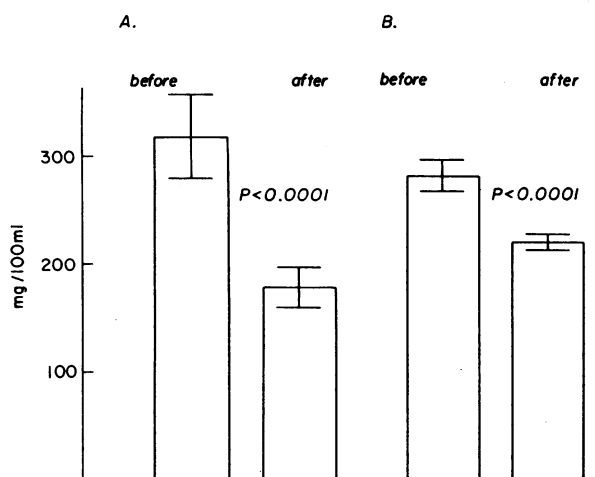 A. B.
before after before after
300
P<0.0001 P<0.0001
200
mg/100ml
100